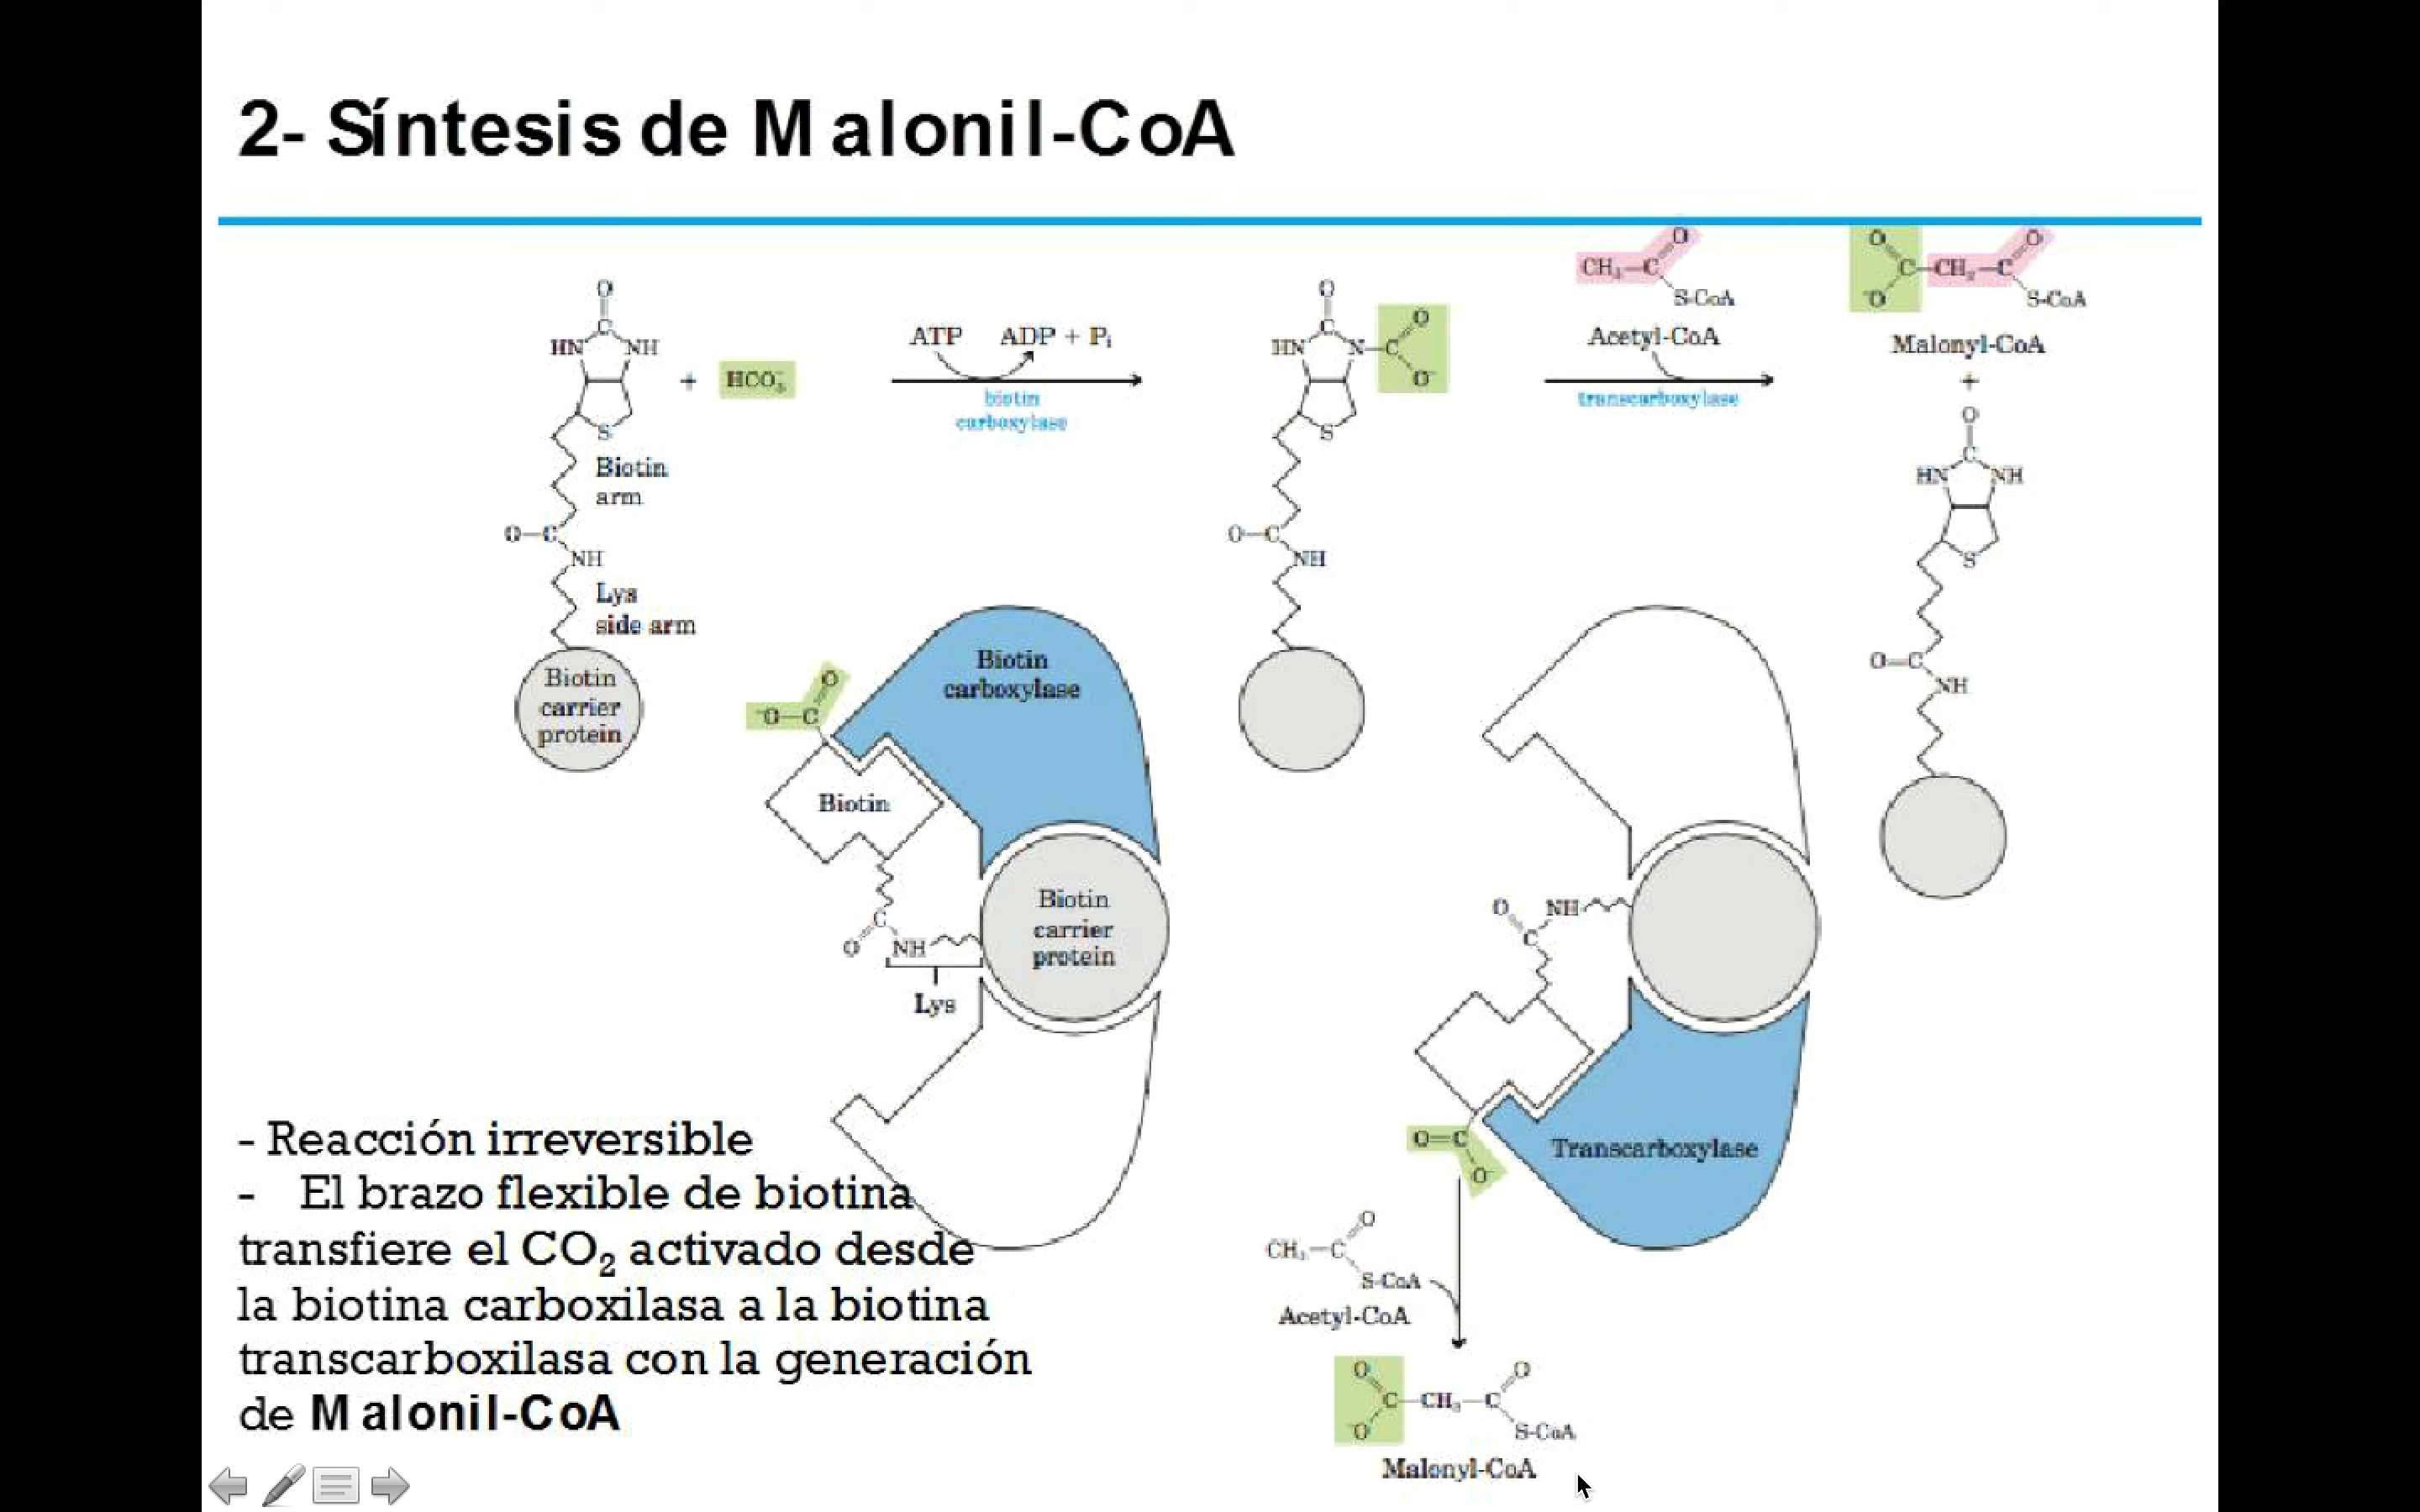 2- Síntesis de Malonil-CoA
O
C
HN NH
S
+ HCO₃⁻
ATP ADP + Pᵢ
biotin
carboxylase
Biotin
arm
O=C
NH
Lys
side arm
Biotin
carrier
protein
O
C
HN N-C
O
O⁻
S
O=C
NH
O
CH₃-C
S-CoA
Acetyl-CoA
transcarboxylase
O O
C-CH₂-C
⁻O S-CoA
Malonyl-CoA
+
O
C
HN NH
S
O=C
NH
O
⁻O-C
Biotin
carboxylase
Biotin
C
O NH
Lys
Biotin
carrier
protein
O NH
C
O=C
O⁻
Transcarboxylase
O
CH₃-C
S-CoA
Acetyl-CoA
O O
C-CH₂-C
⁻O S-CoA
Malonyl-CoA
- Reacción irreversible
- El brazo flexible de biotina
transfiere el CO₂ activado desde
la biotina carboxilasa a la biotina
transcarboxilasa con la generación
de Malonil-CoA